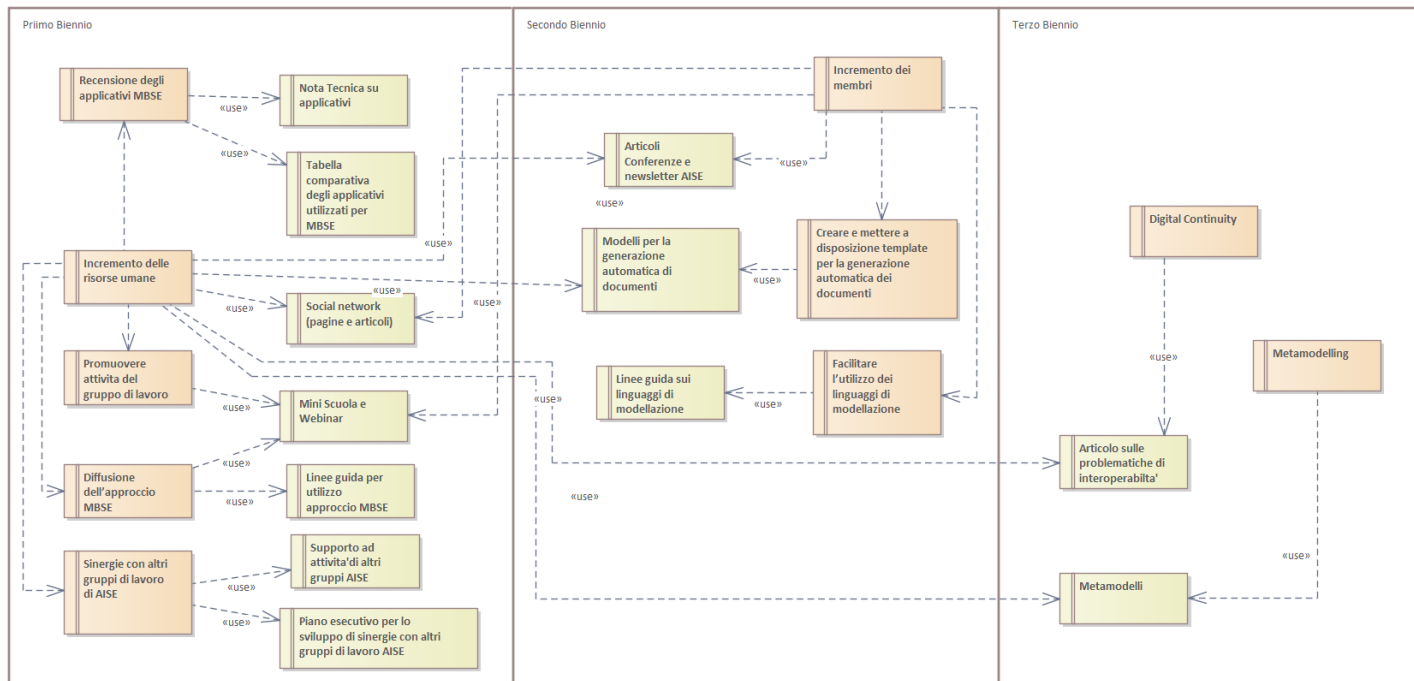 Priimo Biennio
Secondo Biennio
Terzo Biennio
Recensione degli
applicativi MBSE
«use»
Nota Tecnica su
applicativi
«use»
Tabella
comparativa
degli applicativi
utilizzati per
MBSE
Incremento delle
risorse umane
«use»
«use»
«use»
Social network
(pagine e articoli)
«use»
Promuovere
attivita del
gruppo di lavoro
«use»
Mini Scuola e
Webinar
«use»
Diffusione
dell'approccio
MBSE
«use»
Linee guida per
utilizzo
approccio MBSE
Sinergie con altri
gruppi di lavoro
di AISE
«use»
Supporto ad
attivita'di altri
gruppi AISE
«use»
Piano esecutivo per lo
sviluppo di sinergie con altri
gruppi di lavoro AISE
Incremento dei
membri
Articoli
Conferenze e
newsletter AISE
«use»
«use»
Modelli per la
generazione
automatica di
documenti
«use»
Creare e mettere a
disposizione template
per la generazione
automatica dei
documenti
Linee guida sui
linguaggi di
modellazione
«use»
Facilitare
l'utilizzo dei
linguaggi di
modellazione
«use»
«use»
Digital Continuity
«use»
Metamodelling
Articolo sulle
problematiche di
interoperabilta'
«use»
Metamodelli